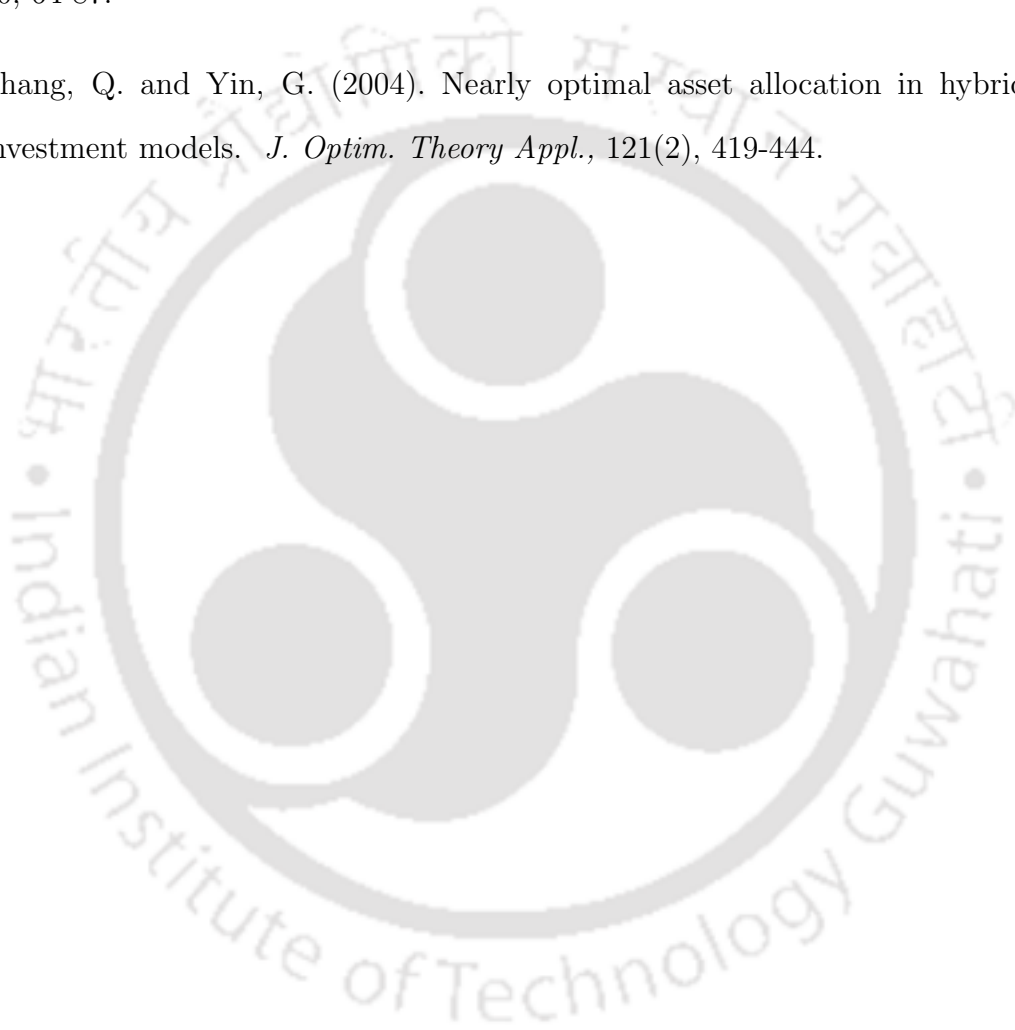 hang, Q. and Yin, G. (2004). Nearly optimal asset allocation in hybrid
nvestment models. J. Optim. Theory Appl., 121(2), 419-444.
भारतीय प्रौद्योगिकी संस्थान गुवाहाटी
• Indian Institute of Technology Guwahati •